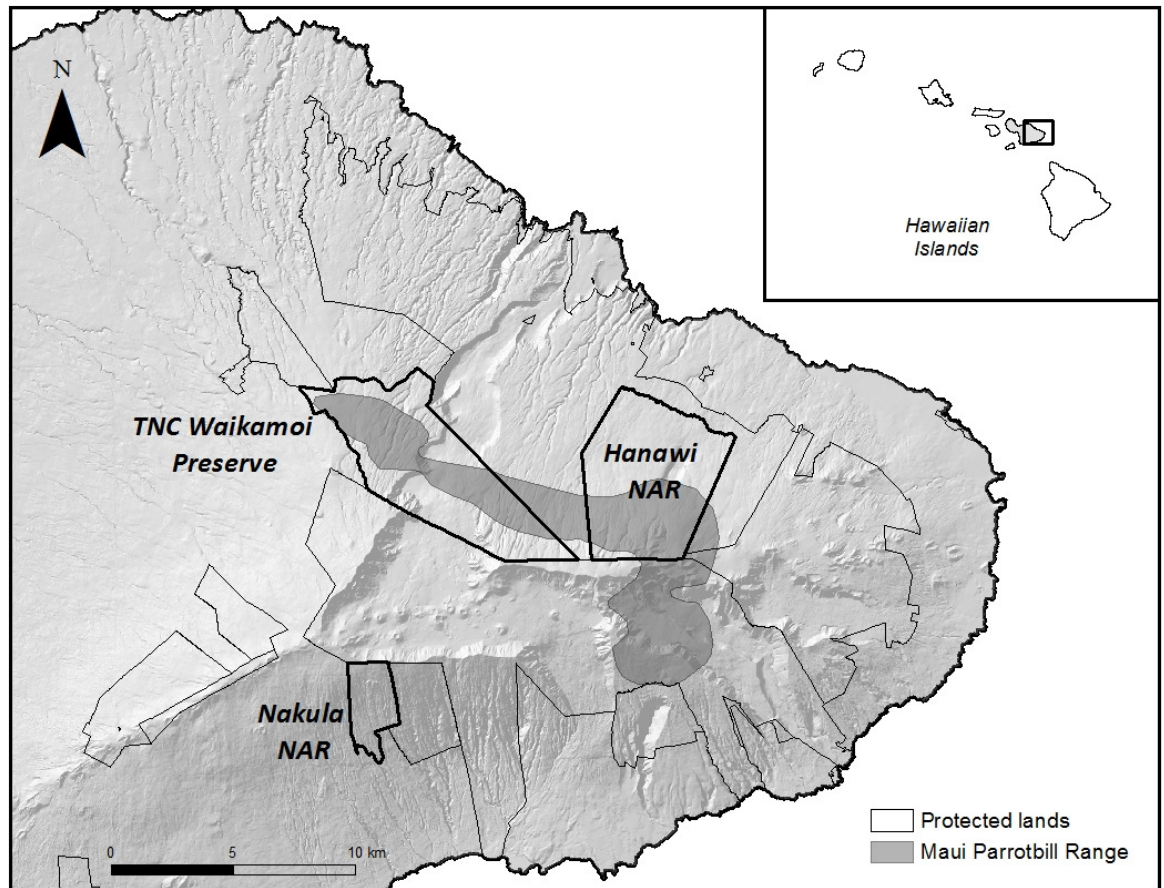 N
Hawaiian
Islands
TNC Waikamoi
Preserve
Hanawi
NAR
Nakula
NAR
Protected lands
Maui Parrotbill Range
0 5 10 km